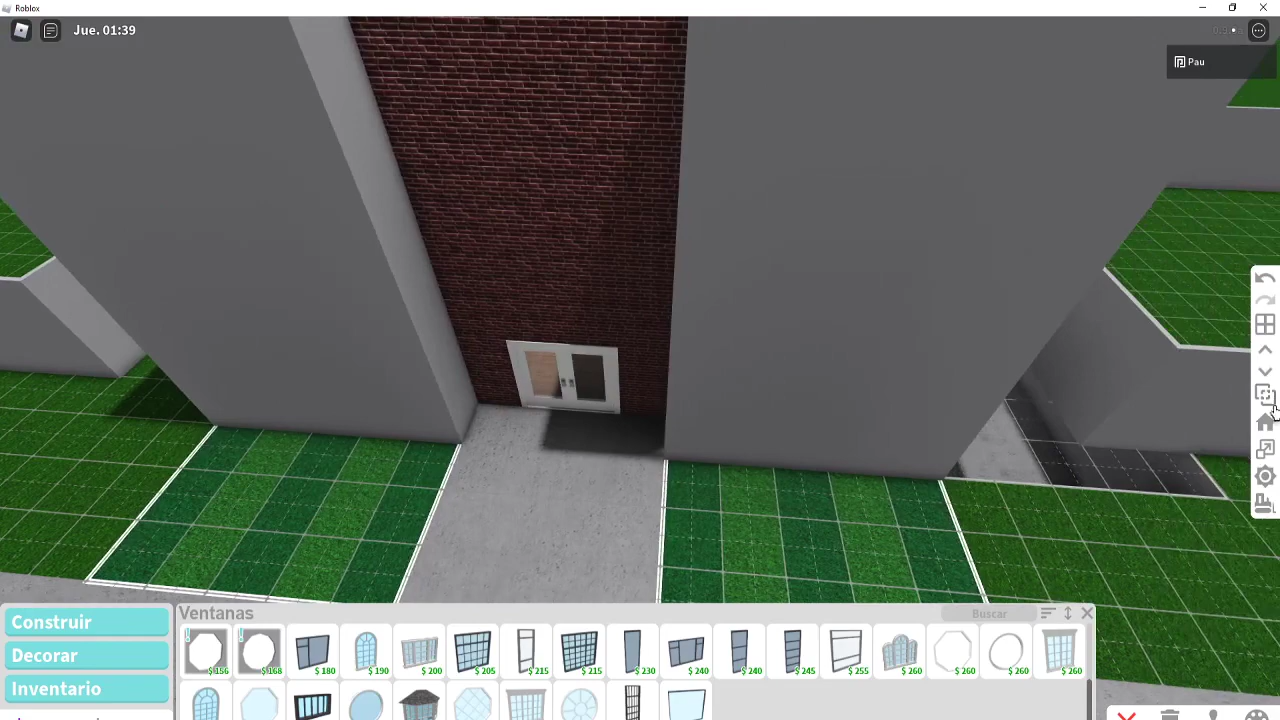 Roblox
Jue. 01:39
Pau
Ventanas
Buscar
Construir
Decorar
Inventario
$156 $168 $180 $190 $200 $205 $215 $215 $230 $240 $240 $245 $255 $260 $260 $260 $260